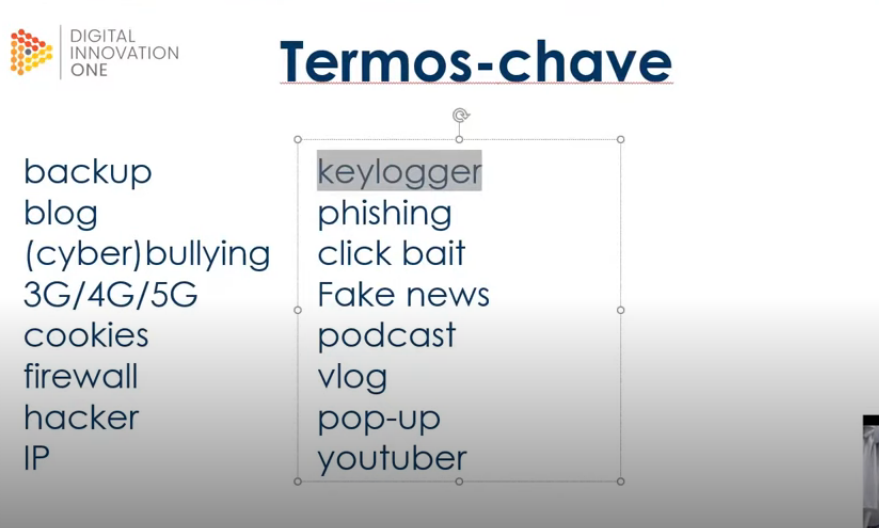 DIGITAL
INNOVATION
ONE
Termos-chave
backup
blog
(cyber)bullying
3G/4G/5G
cookies
firewall
hacker
IP
keylogger
phishing
click bait
Fake news
podcast
vlog
pop-up
youtuber